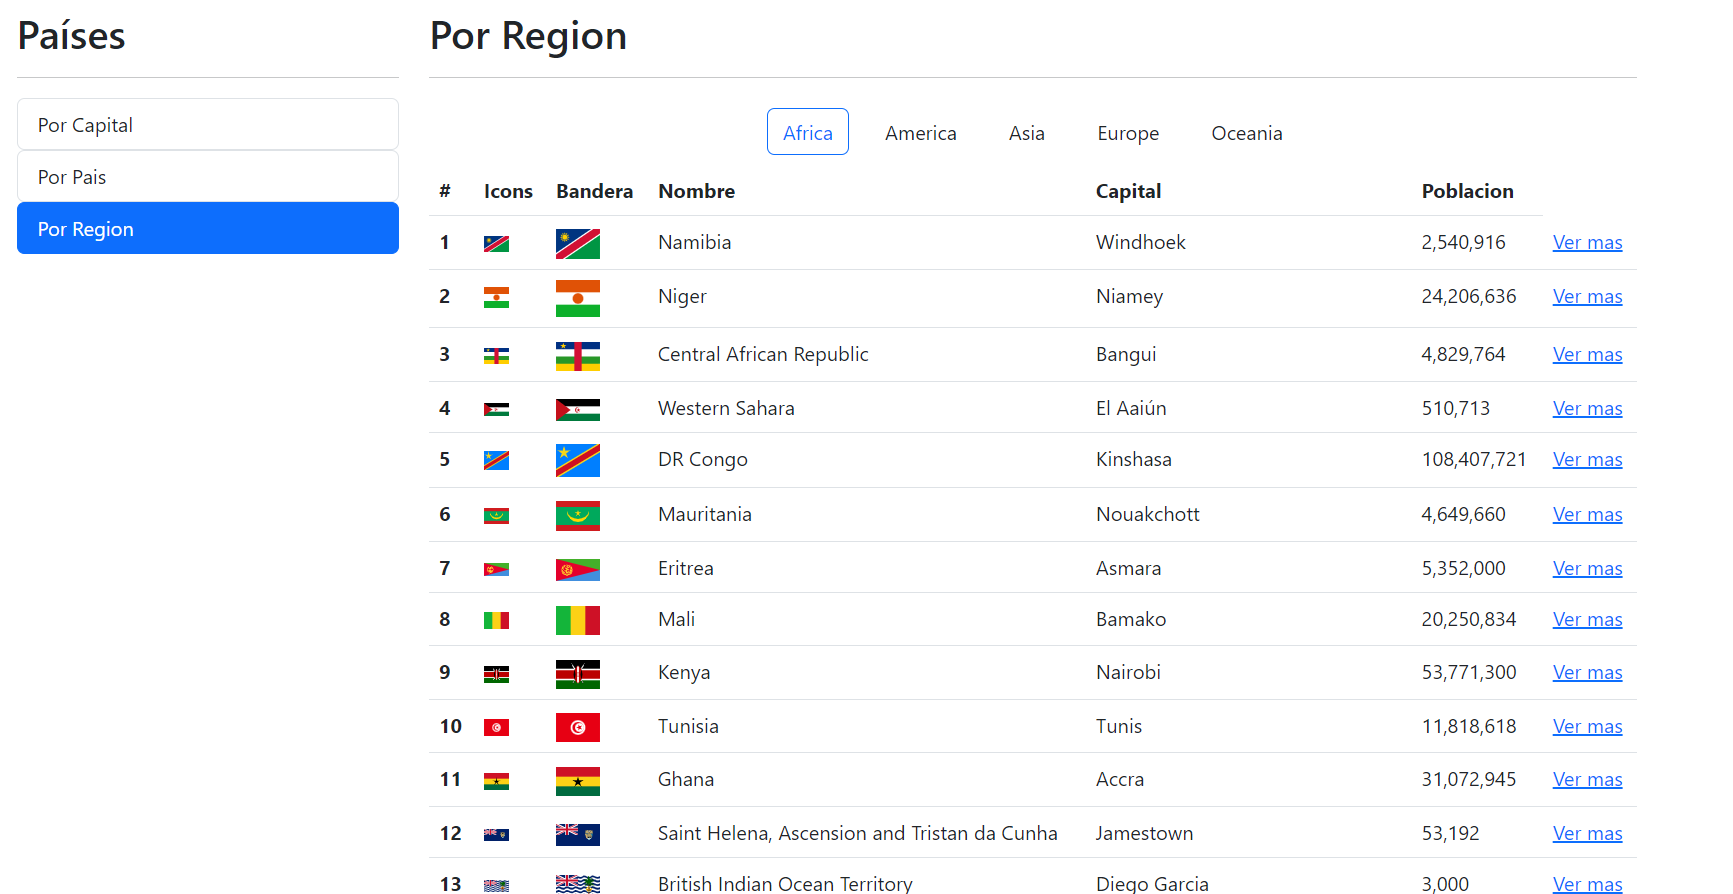 Países
Por Capital
Por Pais
Por Region
Por Region
Africa America Asia Europe Oceania
# Icons Bandera Nombre Capital Poblacion
1 Namibia Windhoek 2,540,916 Ver mas
2 Niger Niamey 24,206,636 Ver mas
3 Central African Republic Bangui 4,829,764 Ver mas
4 Western Sahara El Aaiún 510,713 Ver mas
5 DR Congo Kinshasa 108,407,721 Ver mas
6 Mauritania Nouakchott 4,649,660 Ver mas
7 Eritrea Asmara 5,352,000 Ver mas
8 Mali Bamako 20,250,834 Ver mas
9 Kenya Nairobi 53,771,300 Ver mas
10 Tunisia Tunis 11,818,618 Ver mas
11 Ghana Accra 31,072,945 Ver mas
12 Saint Helena, Ascension and Tristan da Cunha Jamestown 53,192 Ver mas
13 British Indian Ocean Territory Diego Garcia 3,000 Ver mas